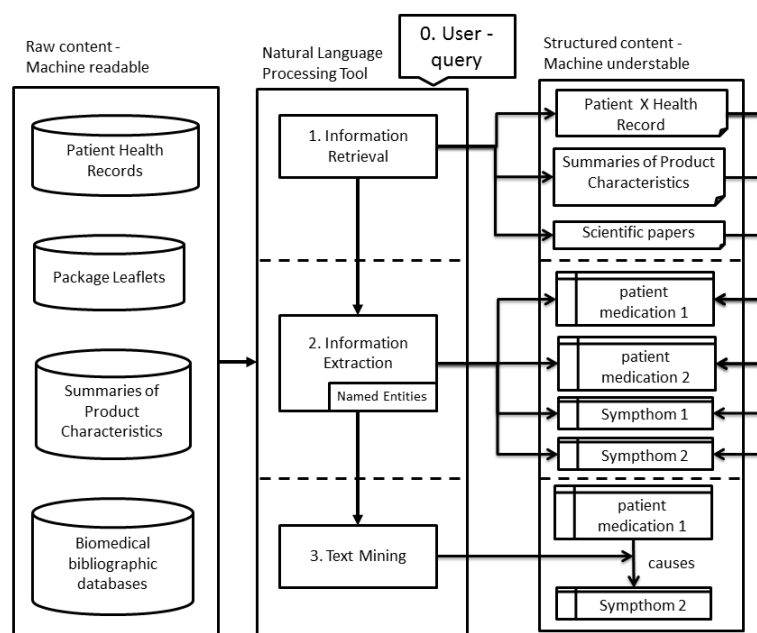 Raw content -
Machine readable
Patient Health
Records
Package Leaflets
Summaries of
Product
Characteristics
Biomedical
bibliographic
databases
Natural Language
Processing Tool
0. User -
query
1. Information
Retrieval
2. Information
Extraction
Named Entities
3. Text Mining
Structured content -
Machine understable
Patient X Health
Record
Summaries of Product
Characteristics
Scientific papers
patient
medication 1
patient
medication 2
Sympthom 1
Sympthom 2
patient
medication 1
causes
Sympthom 2